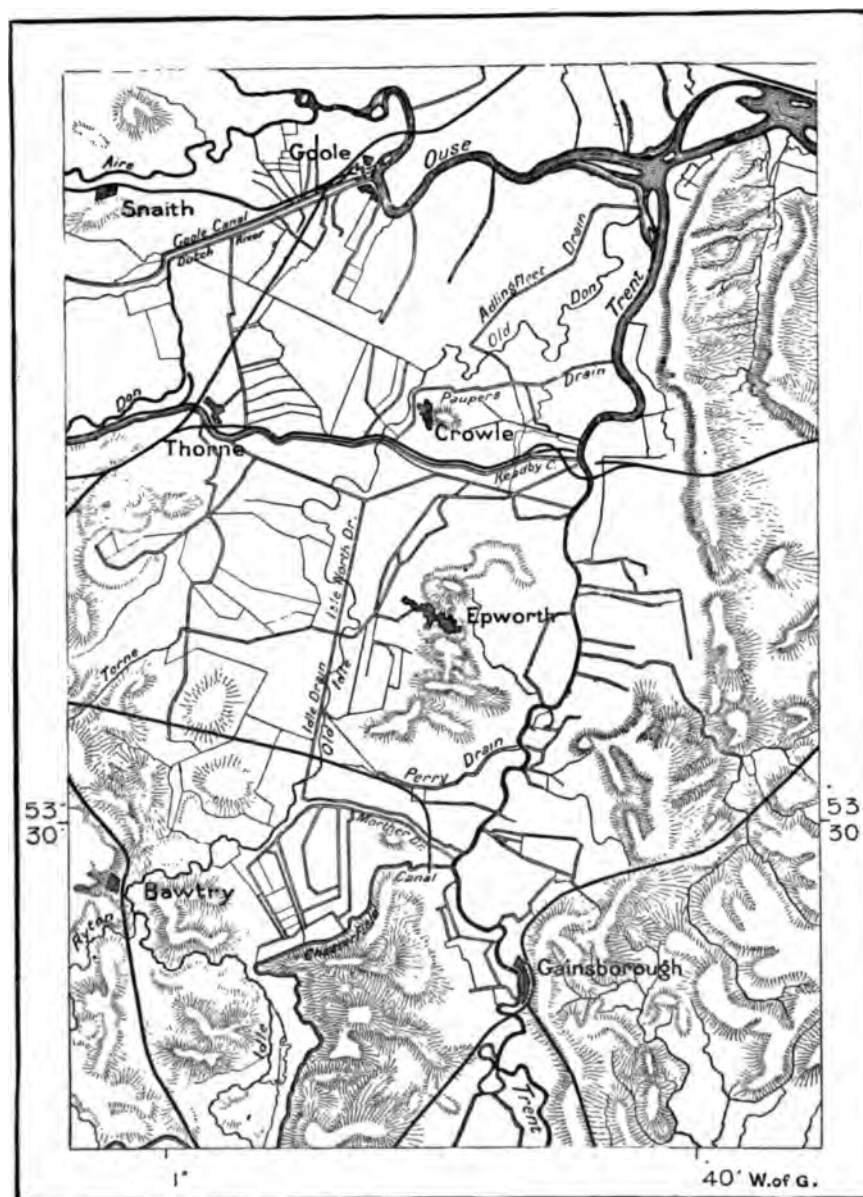 Goole
Ouse
Aire
Snaith
Goole Canal
Dutch River
Adlingfleet Drain
Old Don
Trent
Don
Paupers Drain
Crowle
Thorne
Keadby C.
Idle North Dr.
Epworth
Torne
Idle Drain
Old Idle
Perry Drain
53
30
53
30
Morther Dr.
Canal
Bawtry
Ryton
Chesterfield
Gainsborough
Idle
Trent
1°
40' W. of G.